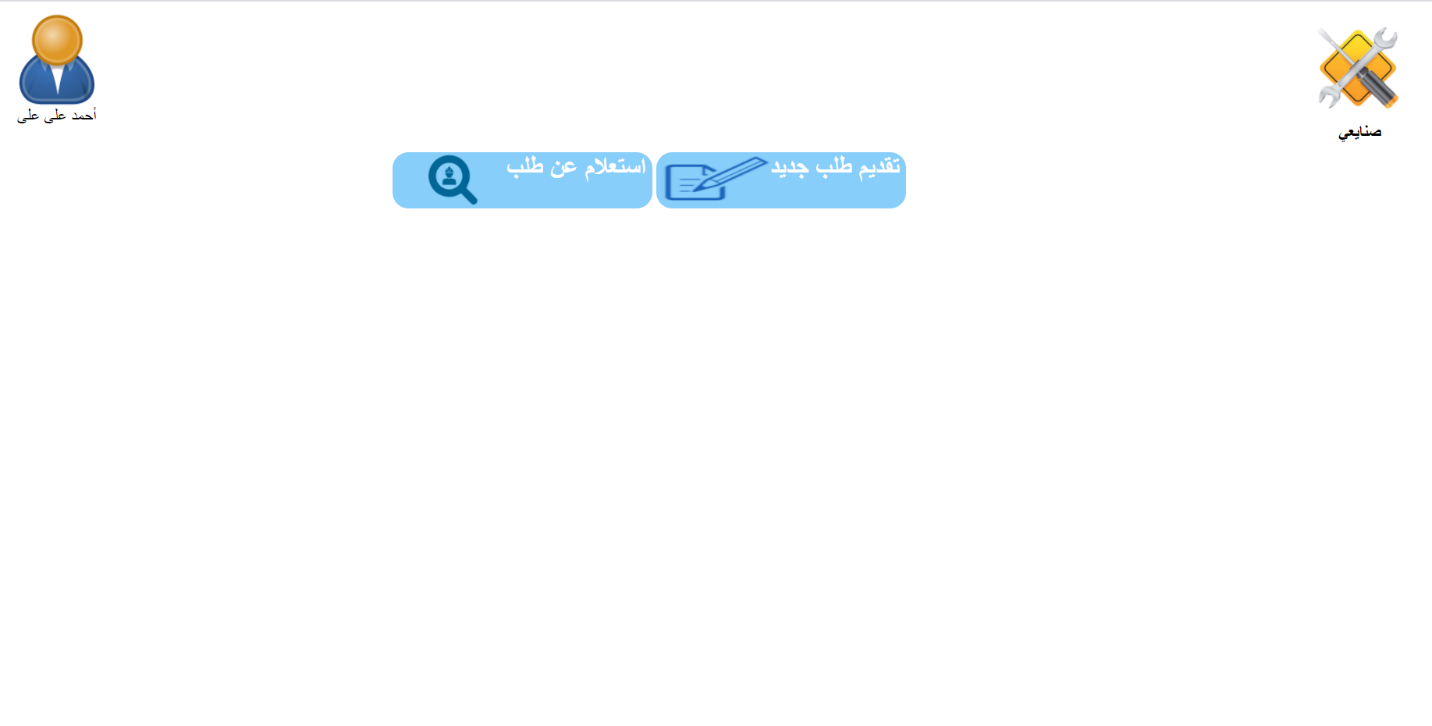 صنايعي
أحمد على على
تقديم طلب جديد
استعلام عن طلب